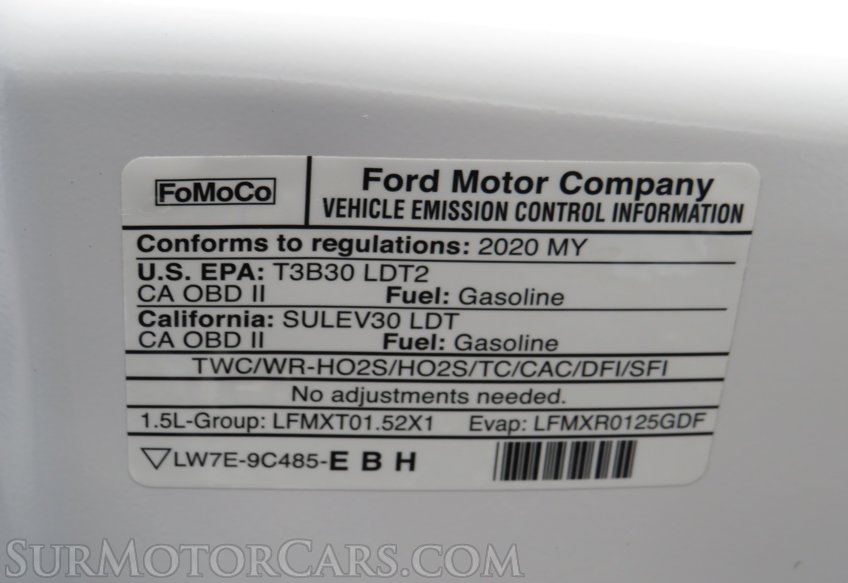 FoMoCo
Ford Motor Company
VEHICLE EMISSION CONTROL INFORMATION
Conforms to regulations: 2020 MY
U.S. EPA: T3B30 LDT2
CA OBD II Fuel: Gasoline
California: SULEV30 LDT
CA OBD II Fuel: Gasoline
TWC/WR-HO2S/HO2S/TC/CAC/DFI/SFI
No adjustments needed.
1.5L-Group: LFMXT01.52X1 Evap: LFMXR0125GDF
▽LW7E-9C485-E B H
SurMotorCars.com